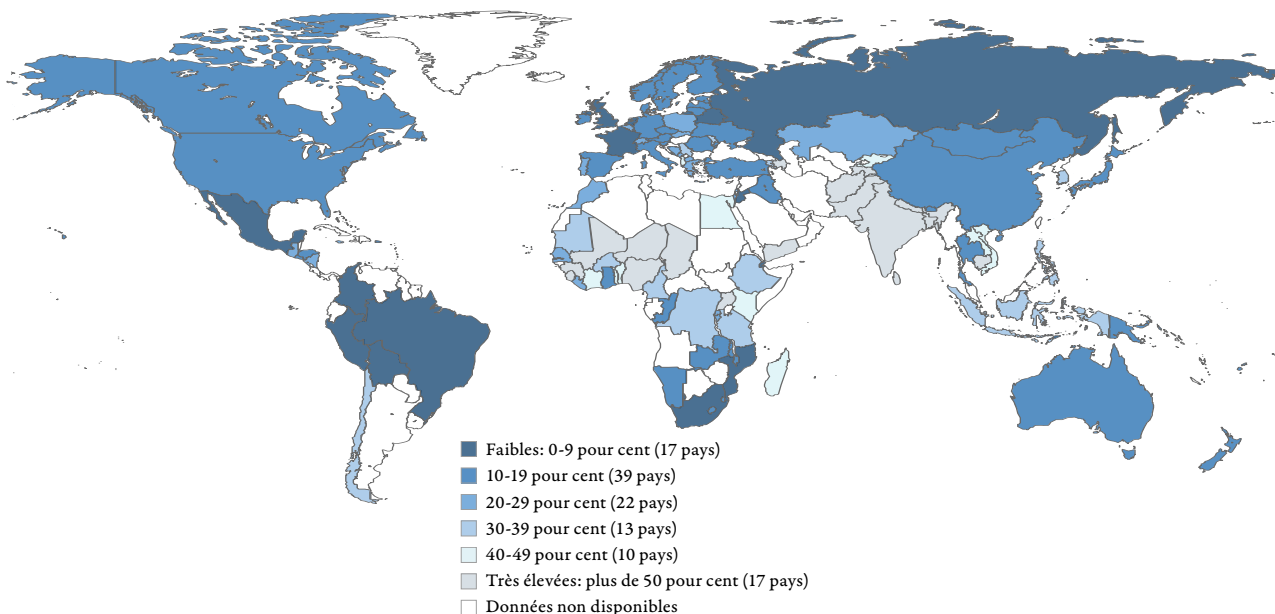 Faibles: 0-9 pour cent (17 pays)
10-19 pour cent (39 pays)
20-29 pour cent (22 pays)
30-39 pour cent (13 pays)
40-49 pour cent (10 pays)
Très élevées: plus de 50 pour cent (17 pays)
Données non disponibles